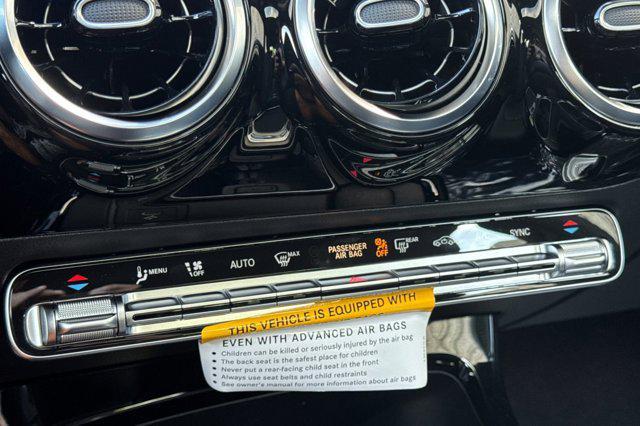 MENU
OFF
AUTO
MAX
PASSENGER
AIR BAG
OFF
REAR
SYNC
THIS VEHICLE IS EQUIPPED WITH
EVEN WITH ADVANCED AIR BAGS
• Children can be killed or seriously injured by the air bag
• The back seat is the safest place for children
• Never put a rear-facing child seat in the front
• Always use seat belts and child restraints
• See owner's manual for more information about air bags